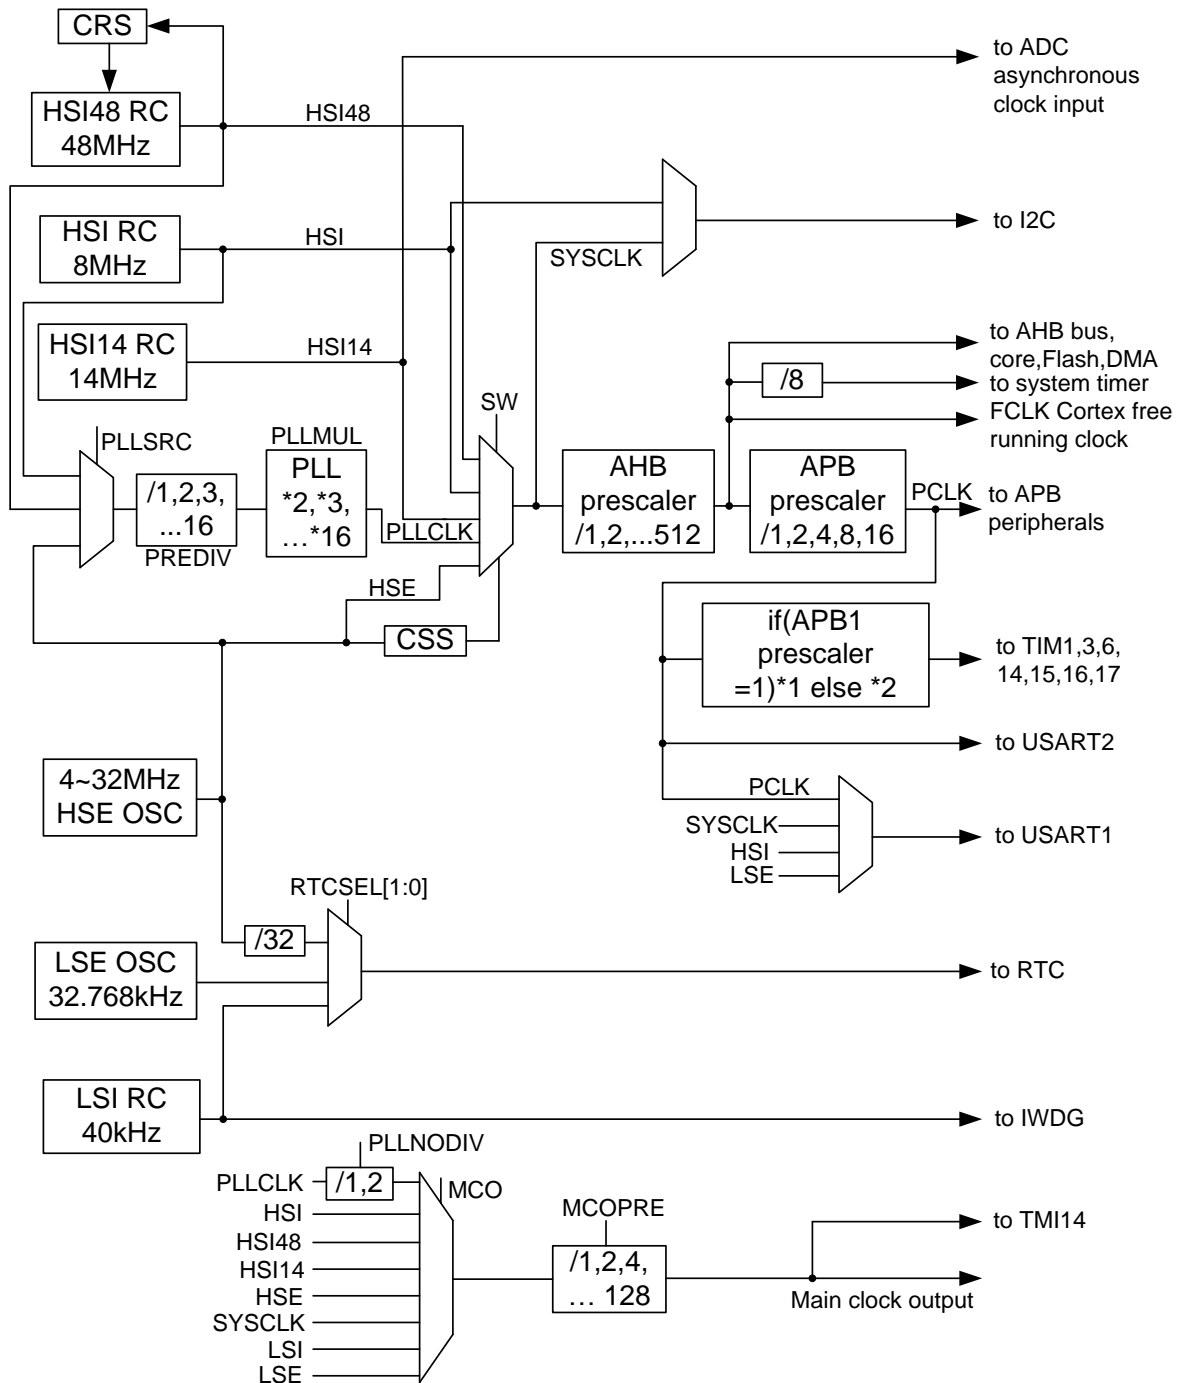 CRS
to ADC
asynchronous
clock input
HSI48 RC
48MHz
HSI48
to I2C
HSI RC
8MHz
HSI
SYSCLK
HSI14 RC
14MHz
HSI14
to AHB bus,
core,Flash,DMA
/8
to system timer
FCLK Cortex free
running clock
SW
PLLSRC
PLLMUL
/1,2,3,
...16
PREDIV
PLL
*2,*3,
…*16
PLLCLK
AHB
prescaler
/1,2,...512
APB
prescaler
/1,2,4,8,16
PCLK
to APB
peripherals
HSE
CSS
if(APB1
prescaler
=1)*1 else *2
to TIM1,3,6,
14,15,16,17
to USART2
4~32MHz
HSE OSC
PCLK
SYSCLK
HSI
LSE
to USART1
RTCSEL[1:0]
/32
LSE OSC
32.768kHz
to RTC
LSI RC
40kHz
to IWDG
PLLNODIV
PLLCLK
/1,2
MCO
HSI
HSI48
HSI14
HSE
SYSCLK
LSI
LSE
MCOPRE
/1,2,4,
… 128
to TMI14
Main clock output